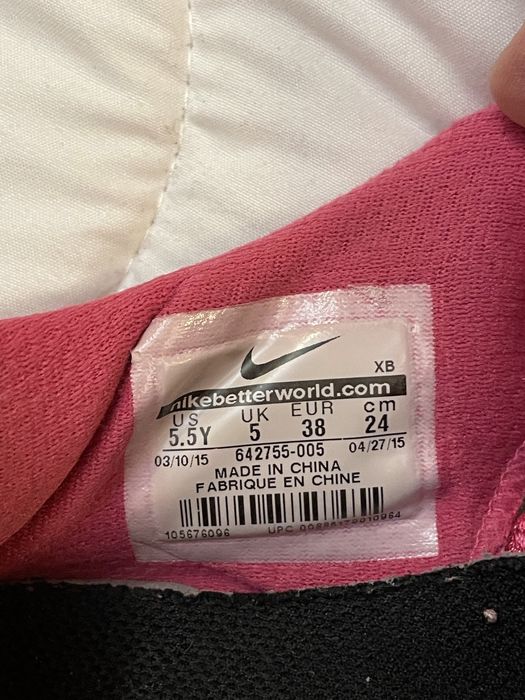 XB
nikebetterworld.com
US UK EUR cm
5.5Y 5 38 24
03/10/15 642755-005 04/27/15
MADE IN CHINA
FABRIQUE EN CHINE
105676096 UPC